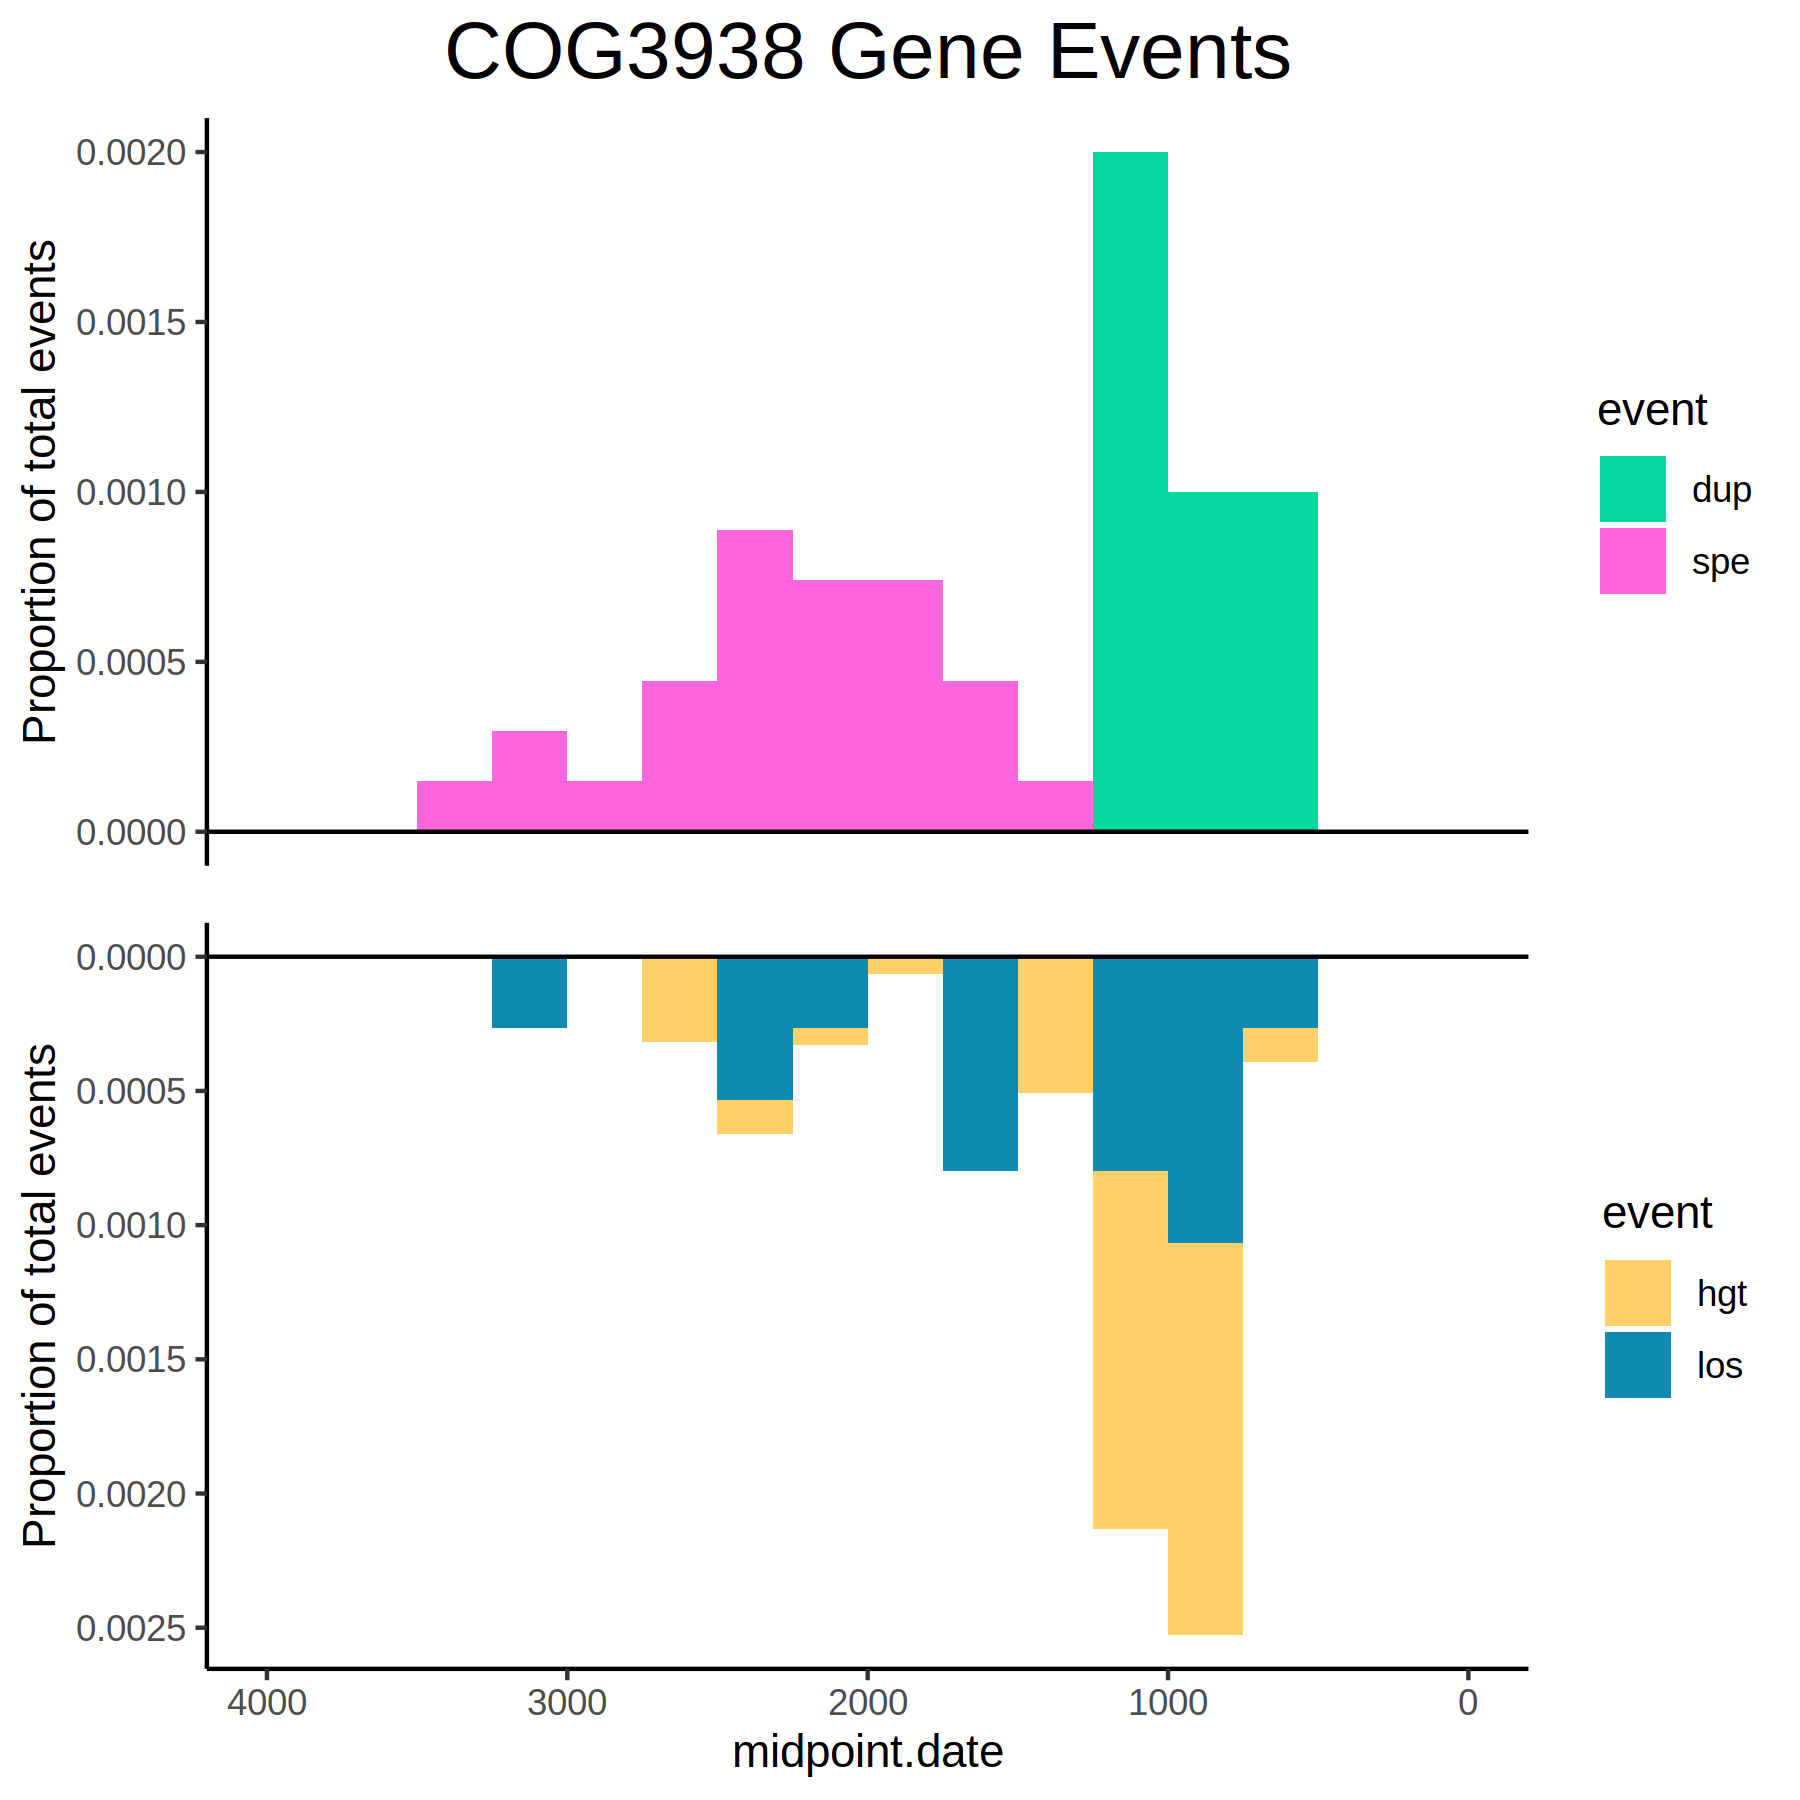 COG3938 Gene Events
Proportion of total events
0.0020
0.0015
0.0010
0.0005
0.0000
event
dup
spe
Proportion of total events
0.0000
0.0005
0.0010
0.0015
0.0020
0.0025
event
hgt
los
4000 3000 2000 1000 0
midpoint.date